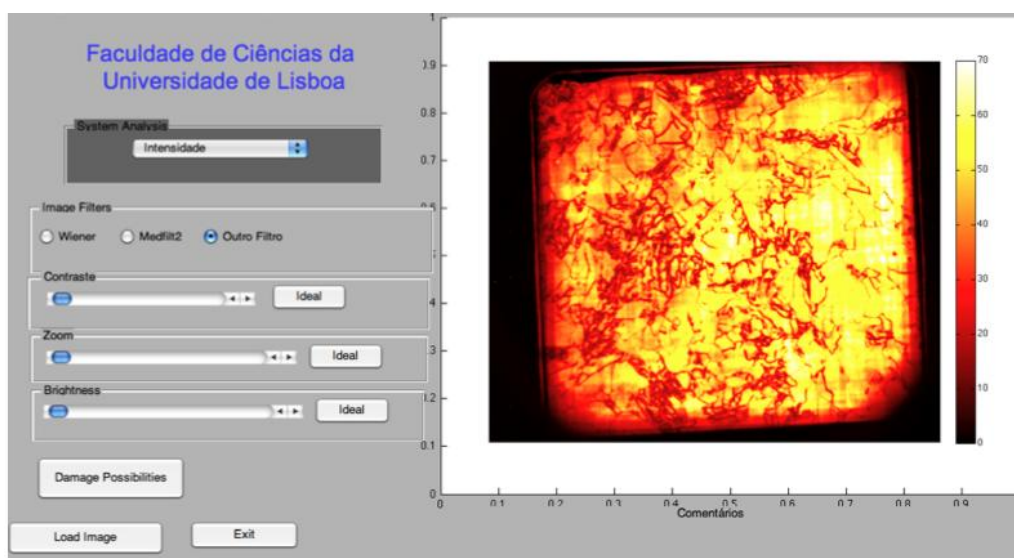 Faculdade de Ciências da
Universidade de Lisboa
System Analysis
Intensidade
Image Filters
Wiener
Medfilt2
Outro Filtro
Contraste
Ideal
Zoom
Ideal
Brightness
Ideal
Damage Possibilities
Load Image
Exit
1
0.9
0.8
0.7
0.2
0.1
0
0
0.1
0.2
0.3
0.4
0.5
0.6
0.7
0.8
0.9
Comentários
70
60
50
40
30
20
10
0